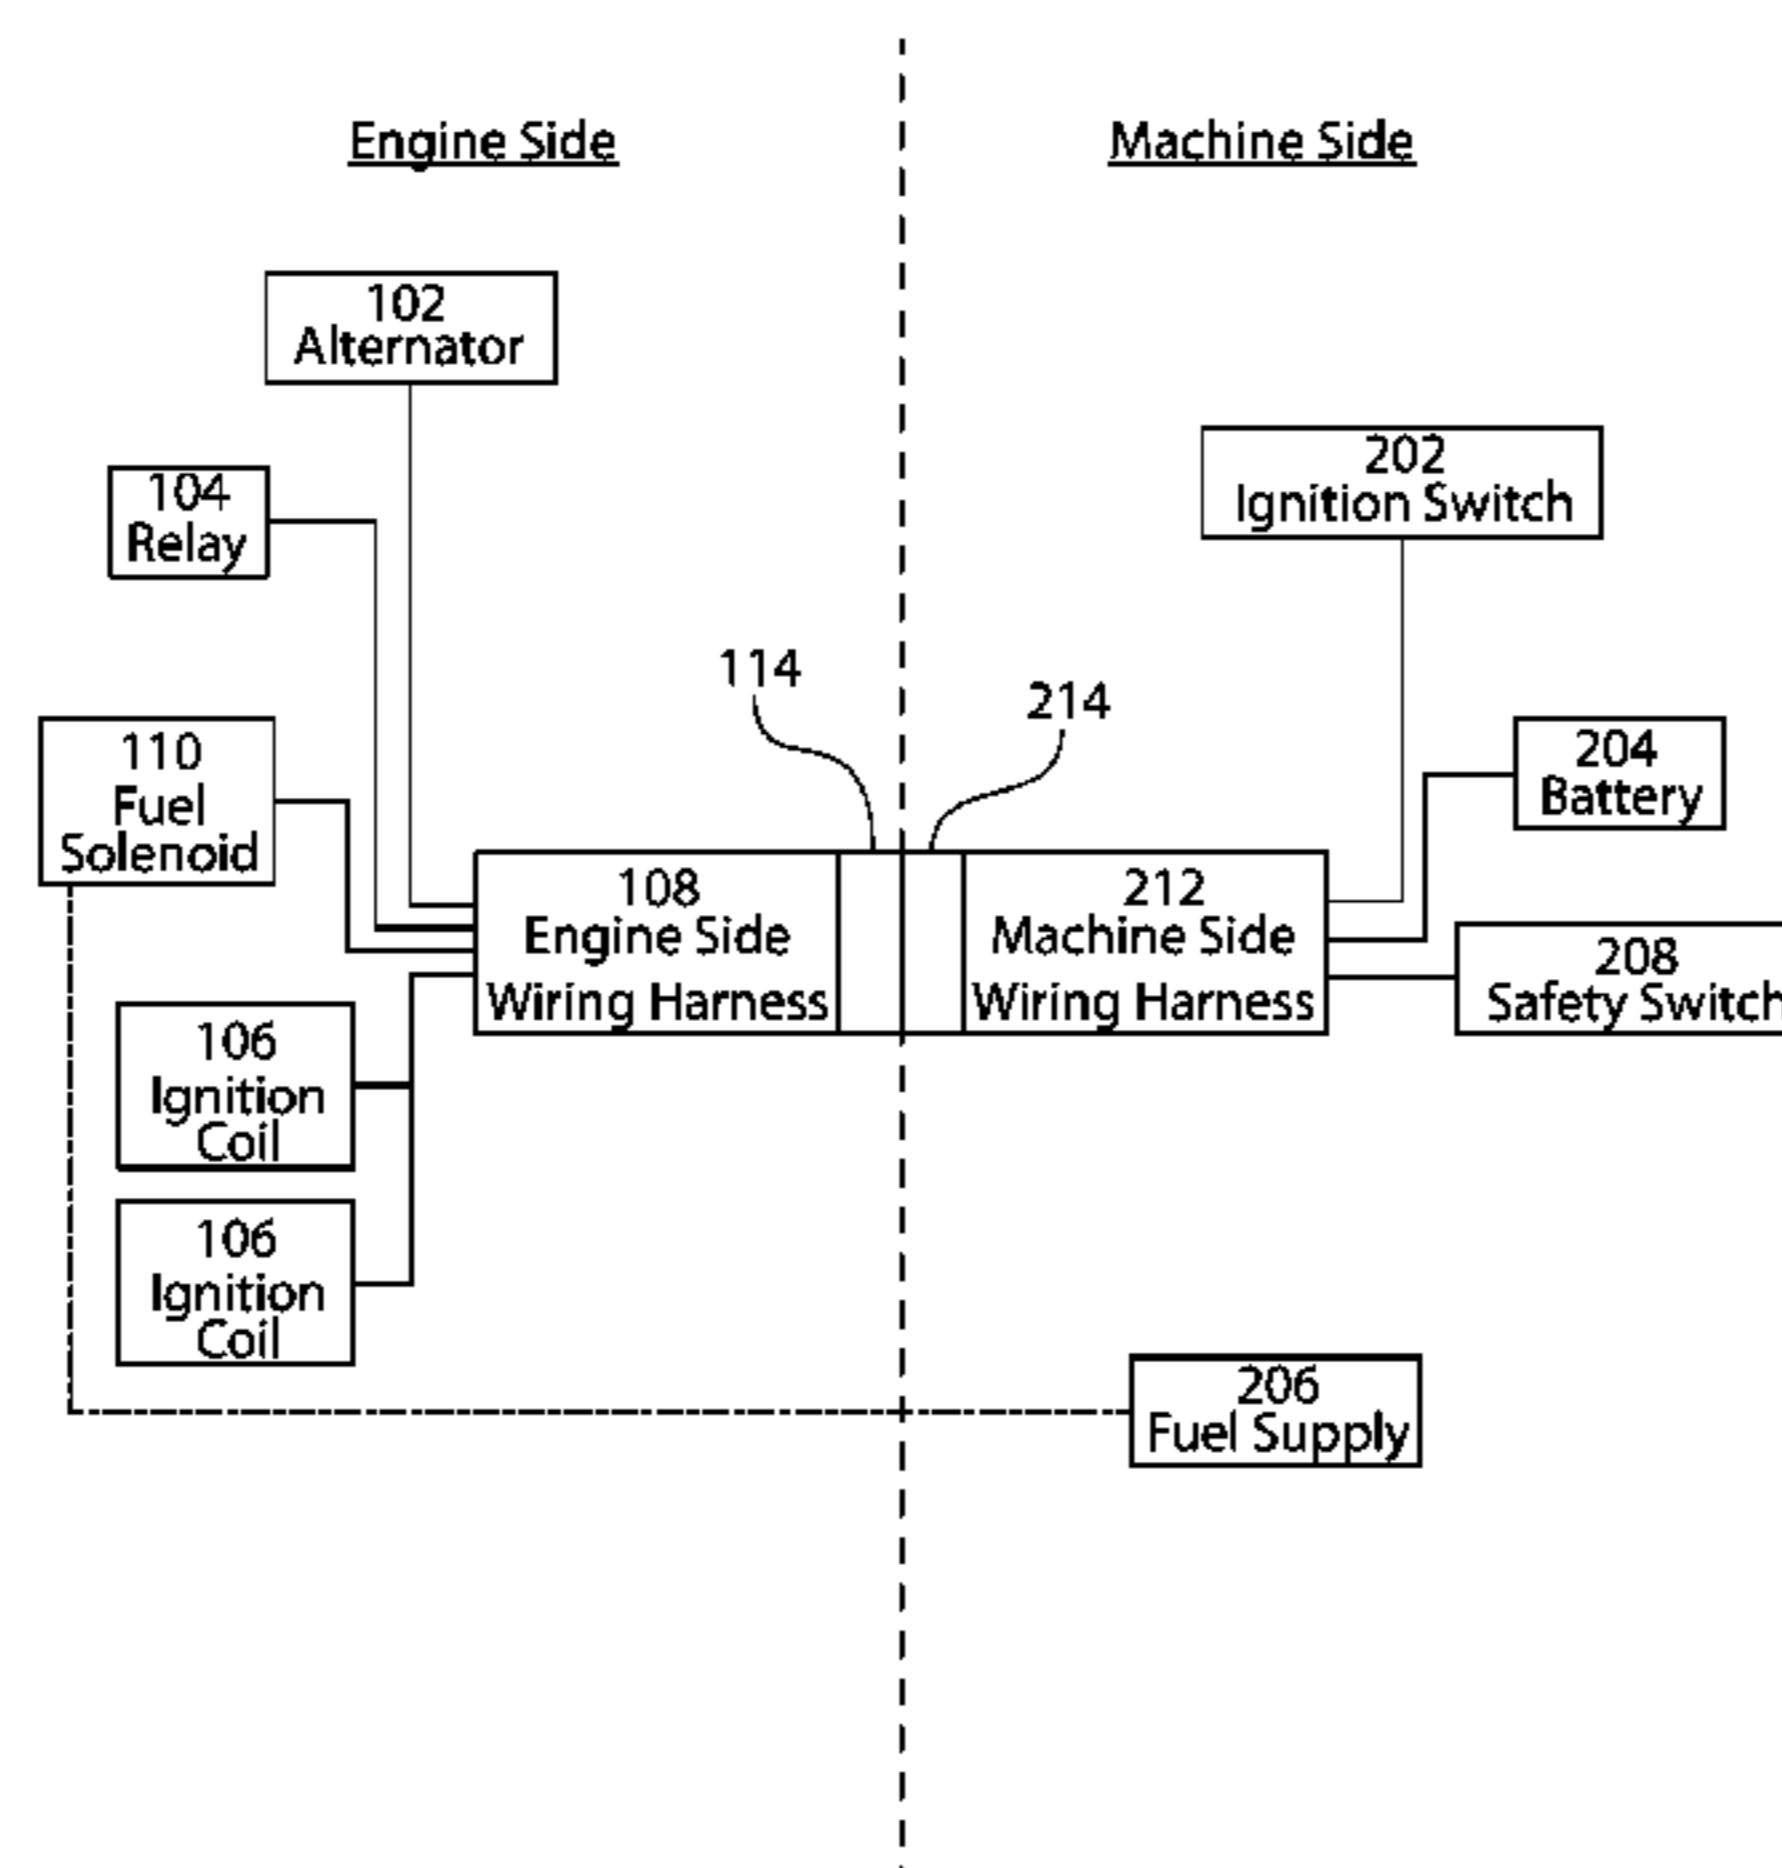 Engine Side
Machine Side
102
Alternator
104
Relay
202
Ignition Switch
114
214
110
Fuel
Solenoid
204
Battery
108
Engine Side
Wiring Harness
212
Machine Side
Wiring Harness
208
Safety Switch
106
Ignition
Coil
106
Ignition
Coil
206
Fuel Supply